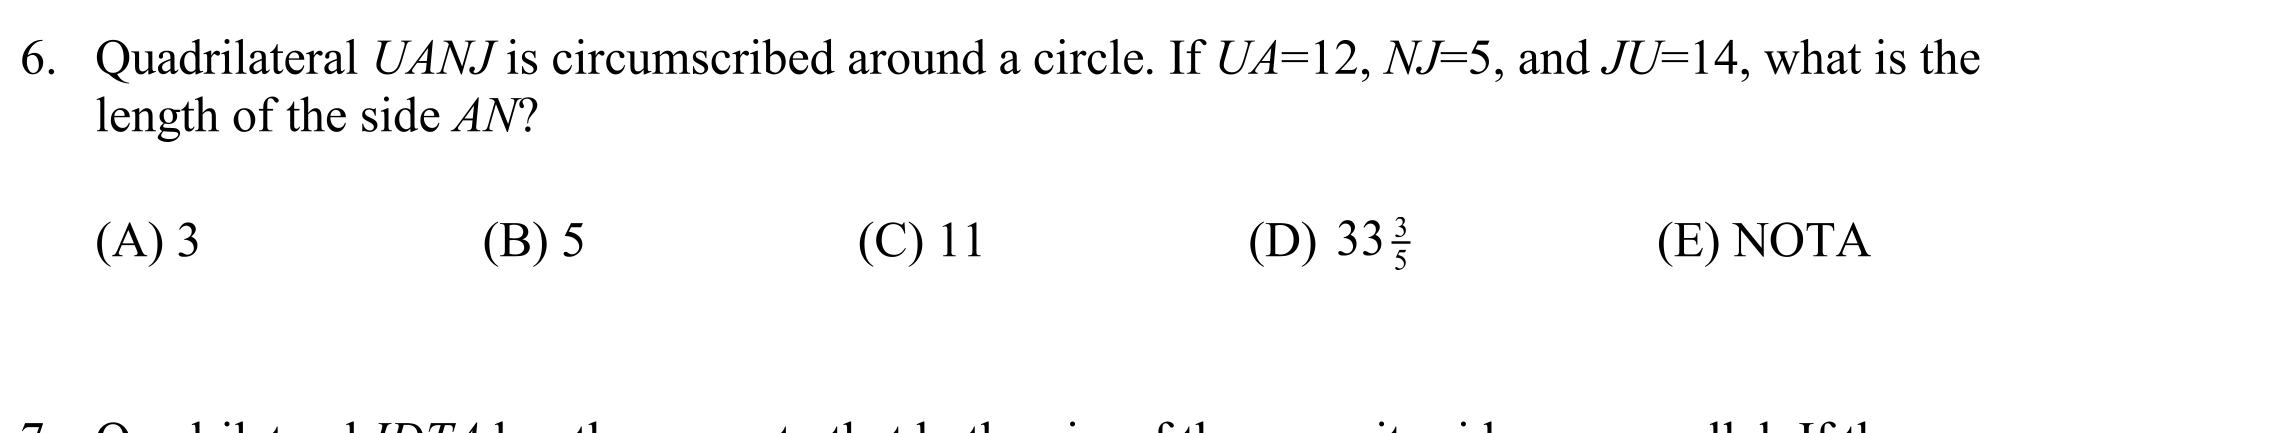 6. Quadrilateral UANJ is circumscribed around a circle. If UA=12, NJ=5, and JU=14, what is the
length of the side AN?
(A) 3 (B) 5 (C) 11 (D) 33 3/5 (E) NOTA